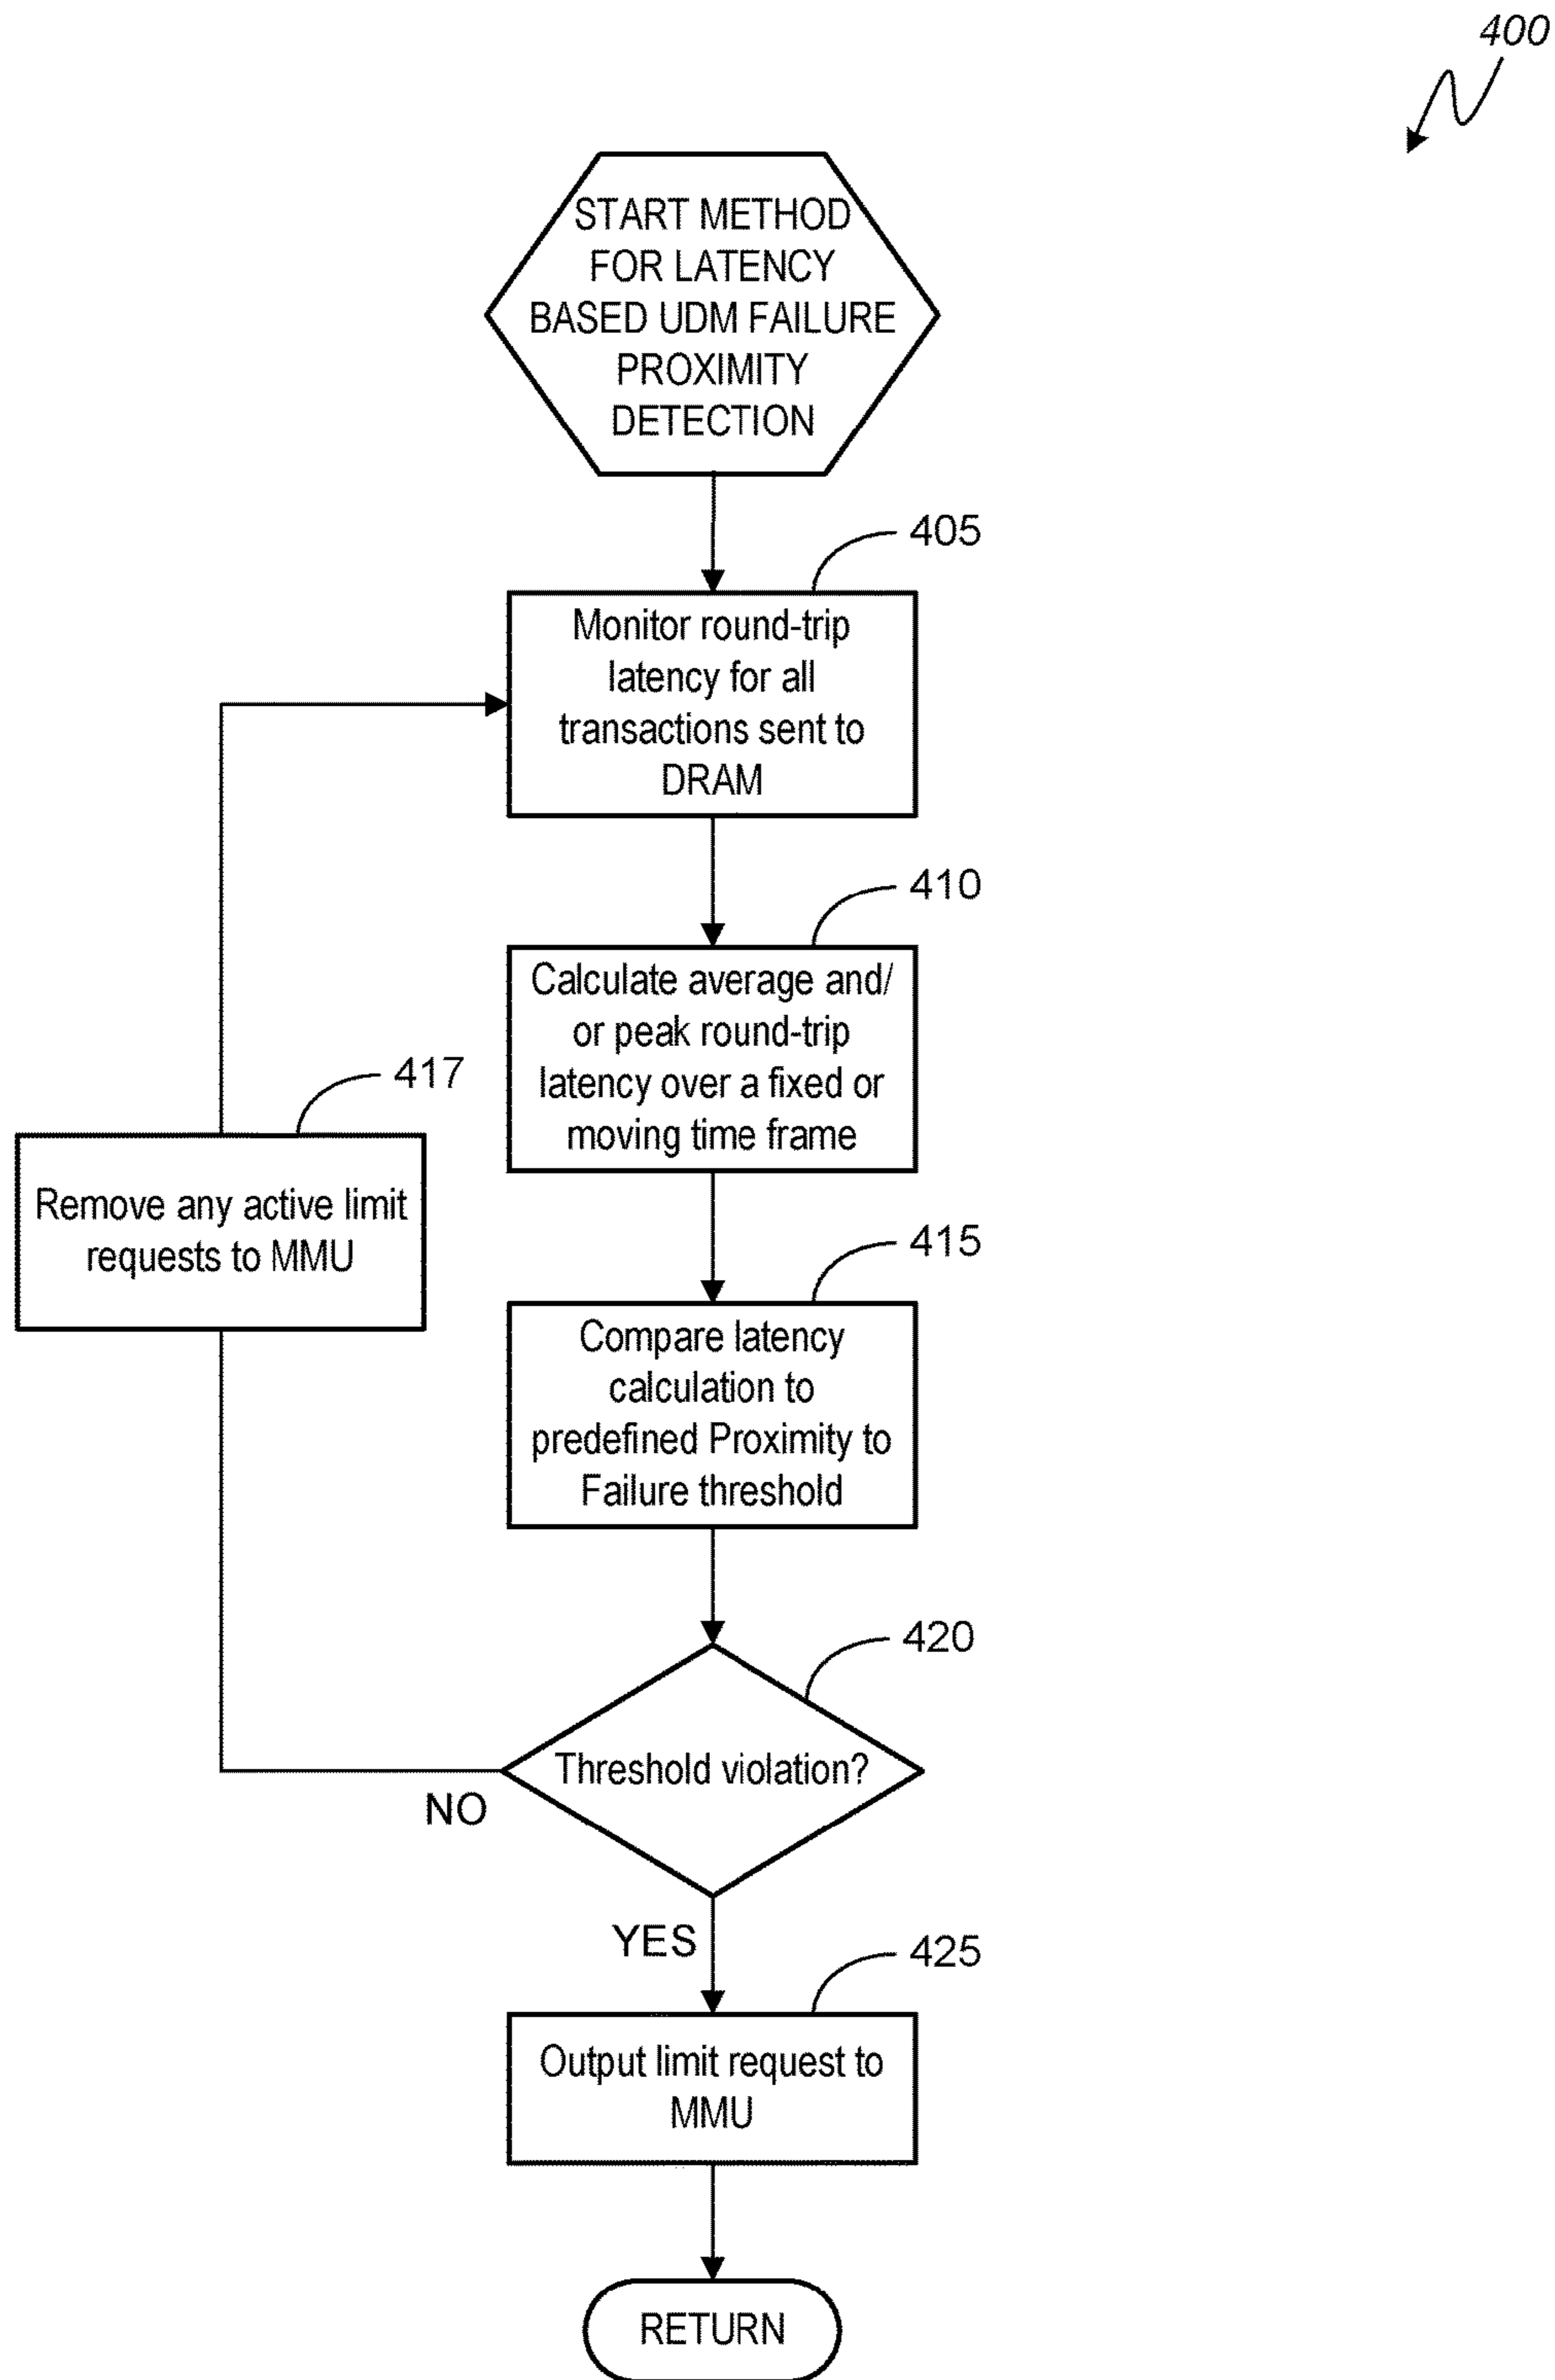 400
START METHOD
FOR LATENCY
BASED UDM FAILURE
PROXIMITY
DETECTION
405
Monitor round-trip
latency for all
transactions sent to
DRAM
410
Calculate average and/
or peak round-trip
latency over a fixed or
moving time frame
417
Remove any active limit
requests to MMU
415
Compare latency
calculation to
predefined Proximity to
Failure threshold
420
Threshold violation?
NO
YES
425
Output limit request to
MMU
RETURN